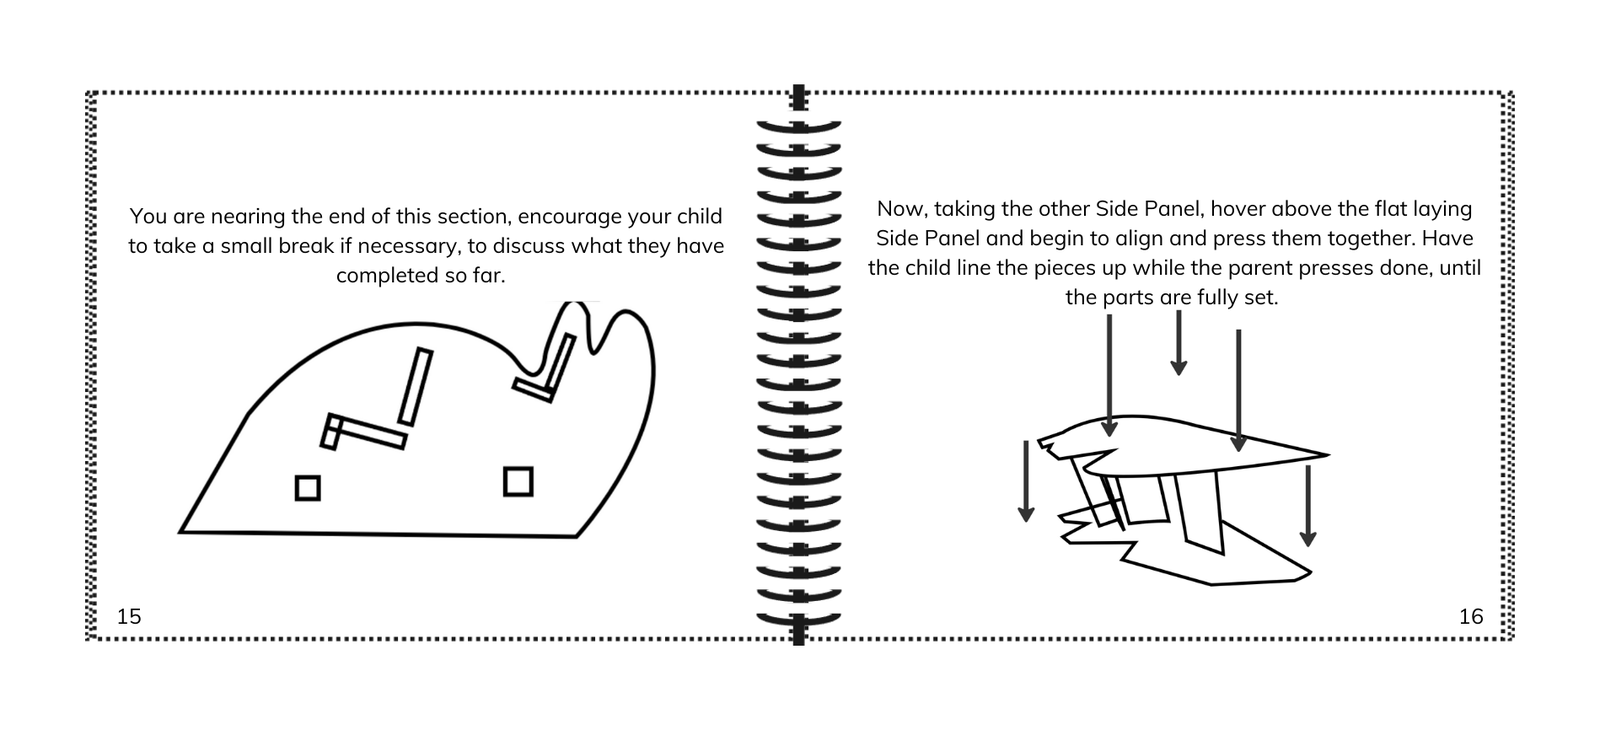 You are nearing the end of this section, encourage your child
to take a small break if necessary, to discuss what they have
completed so far.
15
Now, taking the other Side Panel, hover above the flat laying
Side Panel and begin to align and press them together. Have
the child line the pieces up while the parent presses done, until
the parts are fully set.
16